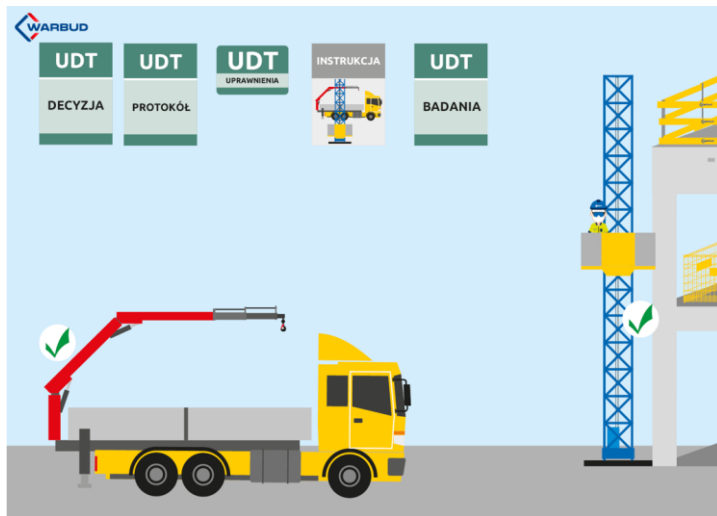 WARBUD
UDT
DECYZJA
UDT
PROTOKÓŁ
UDT
UPRAWNIENIA
INSTRUKCJA
UDT
BADANIA